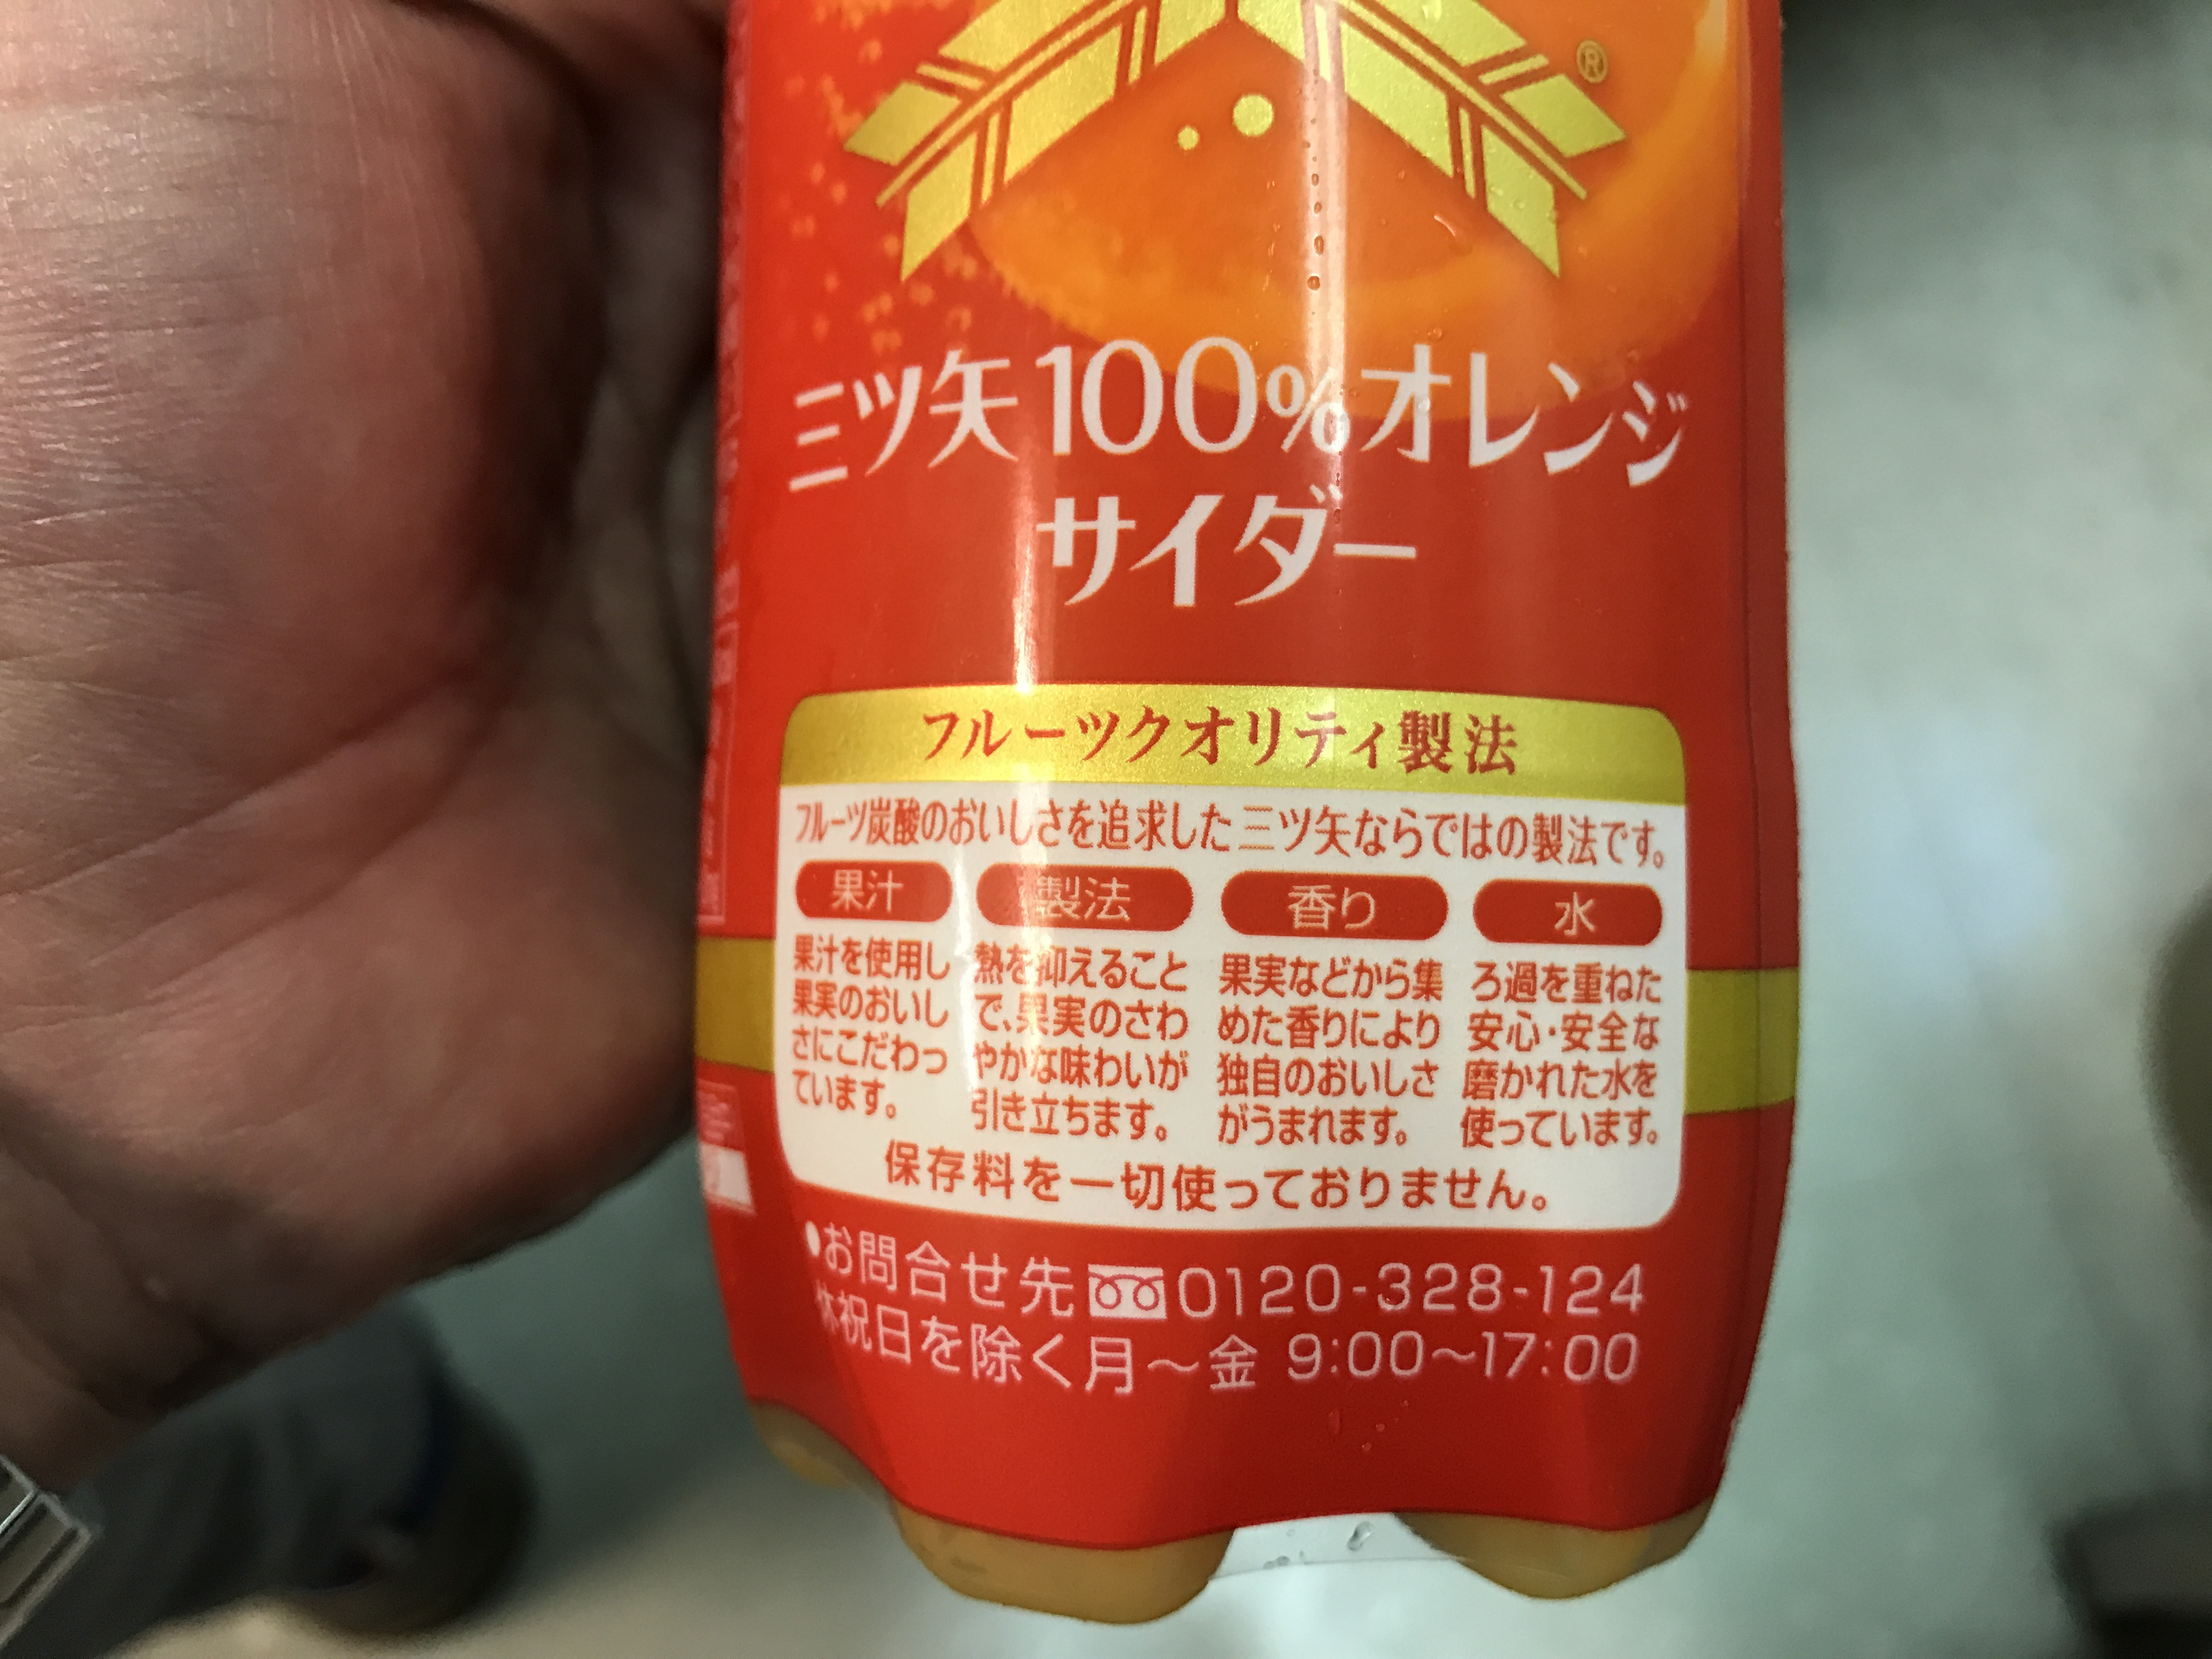 ®
三ツ矢100%オレンジ
サイダー
フルーツクオリティ製法
フルーツ炭酸のおいしさを追求した三ツ矢ならではの製法です。
果汁
果汁を使用し
果実のおいし
さにこだわっ
ています。
製法
熱を抑えること
で、果実のさわ
やかな味わいが
引き立ちます。
香り
果実などから集
めた香りにより
独自のおいしさ
がうまれます。
水
ろ過を重ねた
安心・安全な
磨かれた水を
使っています。
保存料を一切使っておりません。
●お問合せ先 0120-328-124
休祝日を除く月～金 9:00～17:00